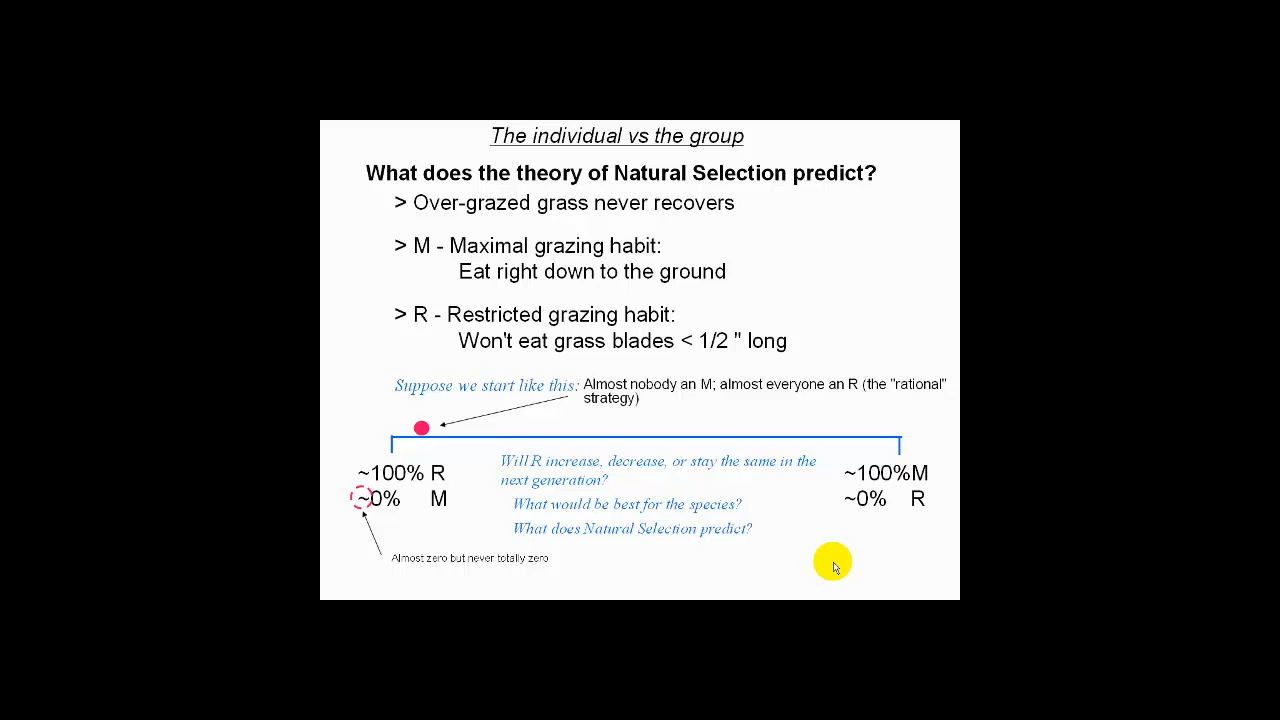 The individual vs the group
What does the theory of Natural Selection predict?
> Over-grazed grass never recovers
> M - Maximal grazing habit:
Eat right down to the ground
> R - Restricted grazing habit:
Won't eat grass blades < 1/2 " long
Suppose we start like this: Almost nobody an M; almost everyone an R (the "rational"
strategy)
~100% R
~0% M
Will R increase, decrease, or stay the same in the
next generation?
What would be best for the species?
What does Natural Selection predict?
~100%M
~0% R
Almost zero but never totally zero